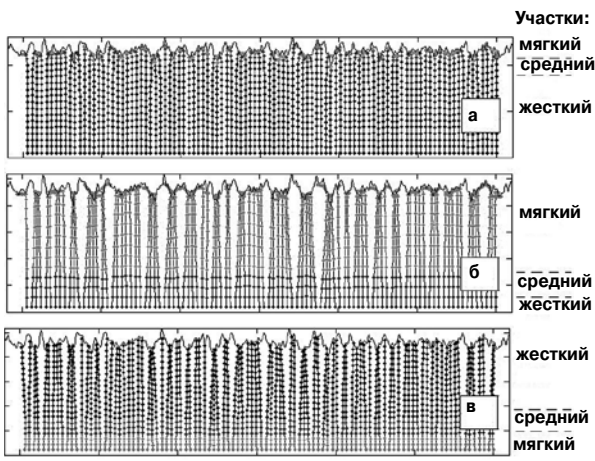 Участки:
мягкий
средний
жесткий
а
мягкий
б
средний
жесткий
жесткий
в
средний
мягкий